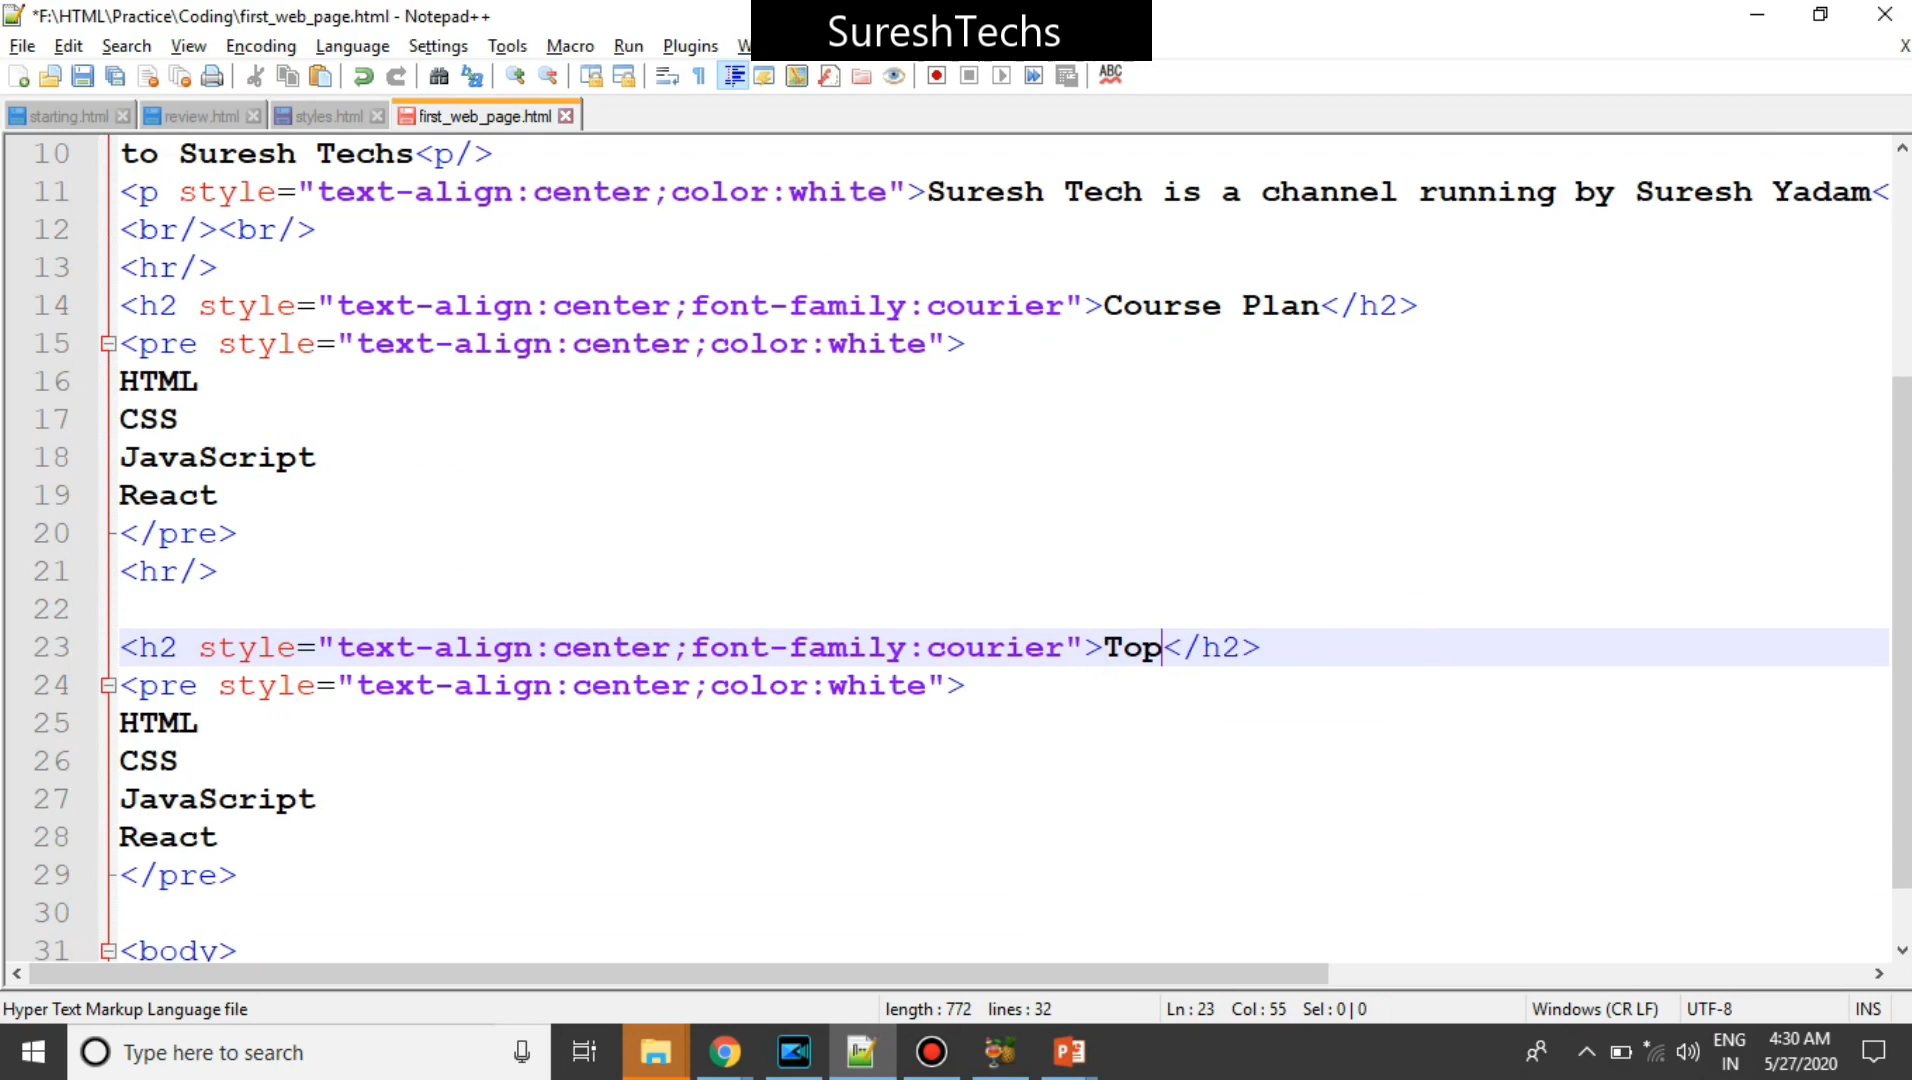 *F:\HTML\Practice\Coding\first_web_page.html - Notepad++
SureshTechs
File Edit Search View Encoding Language Settings Tools Macro Run Plugins W X
ABC
starting.html review.html styles.html first_web_page.html
10 to Suresh Techs<p/>
11 <p style="text-align:center;color:white">Suresh Tech is a channel running by Suresh Yadam<
12 <br/><br/>
13 <hr/>
14 <h2 style="text-align:center;font-family:courier">Course Plan</h2>
15 <pre style="text-align:center;color:white">
16 HTML
17 CSS
18 JavaScript
19 React
20 </pre>
21 <hr/>
22
23 <h2 style="text-align:center;font-family:courier">Top</h2>
24 <pre style="text-align:center;color:white">
25 HTML
26 CSS
27 JavaScript
28 React
29 </pre>
30
31 <body>
Hyper Text Markup Language file length : 772 lines : 32 Ln : 23 Col : 55 Sel : 0 | 0 Windows (CR LF) UTF-8 INS
Type here to search
ENG
IN
4:30 AM
5/27/2020